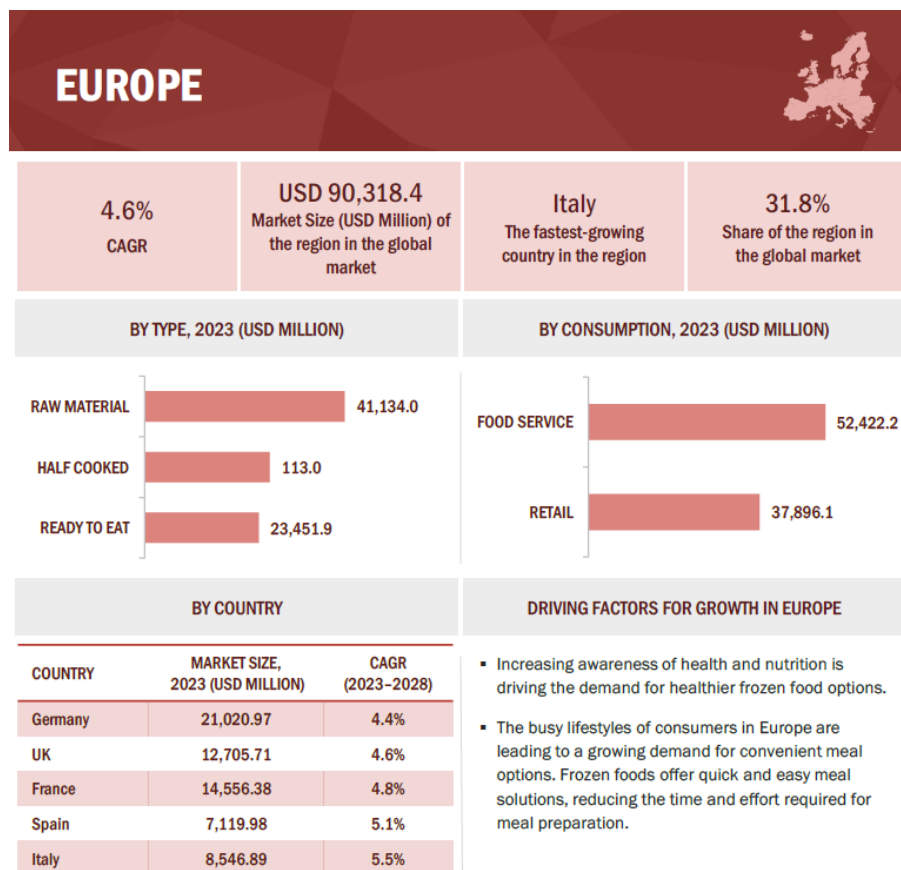 EUROPE
4.6%
CAGR
USD 90,318.4
Market Size (USD Million) of
the region in the global
market
Italy
The fastest-growing
country in the region
31.8%
Share of the region in
the global market
BY TYPE, 2023 (USD MILLION)
RAW MATERIAL 41,134.0
HALF COOKED 113.0
READY TO EAT 23,451.9
BY CONSUMPTION, 2023 (USD MILLION)
FOOD SERVICE 52,422.2
RETAIL 37,896.1
BY COUNTRY
COUNTRY
MARKET SIZE,
2023 (USD MILLION)
CAGR
(2023–2028)
Germany 21,020.97 4.4%
UK 12,705.71 4.6%
France 14,556.38 4.8%
Spain 7,119.98 5.1%
Italy 8,546.89 5.5%
DRIVING FACTORS FOR GROWTH IN EUROPE
▪ Increasing awareness of health and nutrition is
driving the demand for healthier frozen food options.
▪ The busy lifestyles of consumers in Europe are
leading to a growing demand for convenient meal
options. Frozen foods offer quick and easy meal
solutions, reducing the time and effort required for
meal preparation.